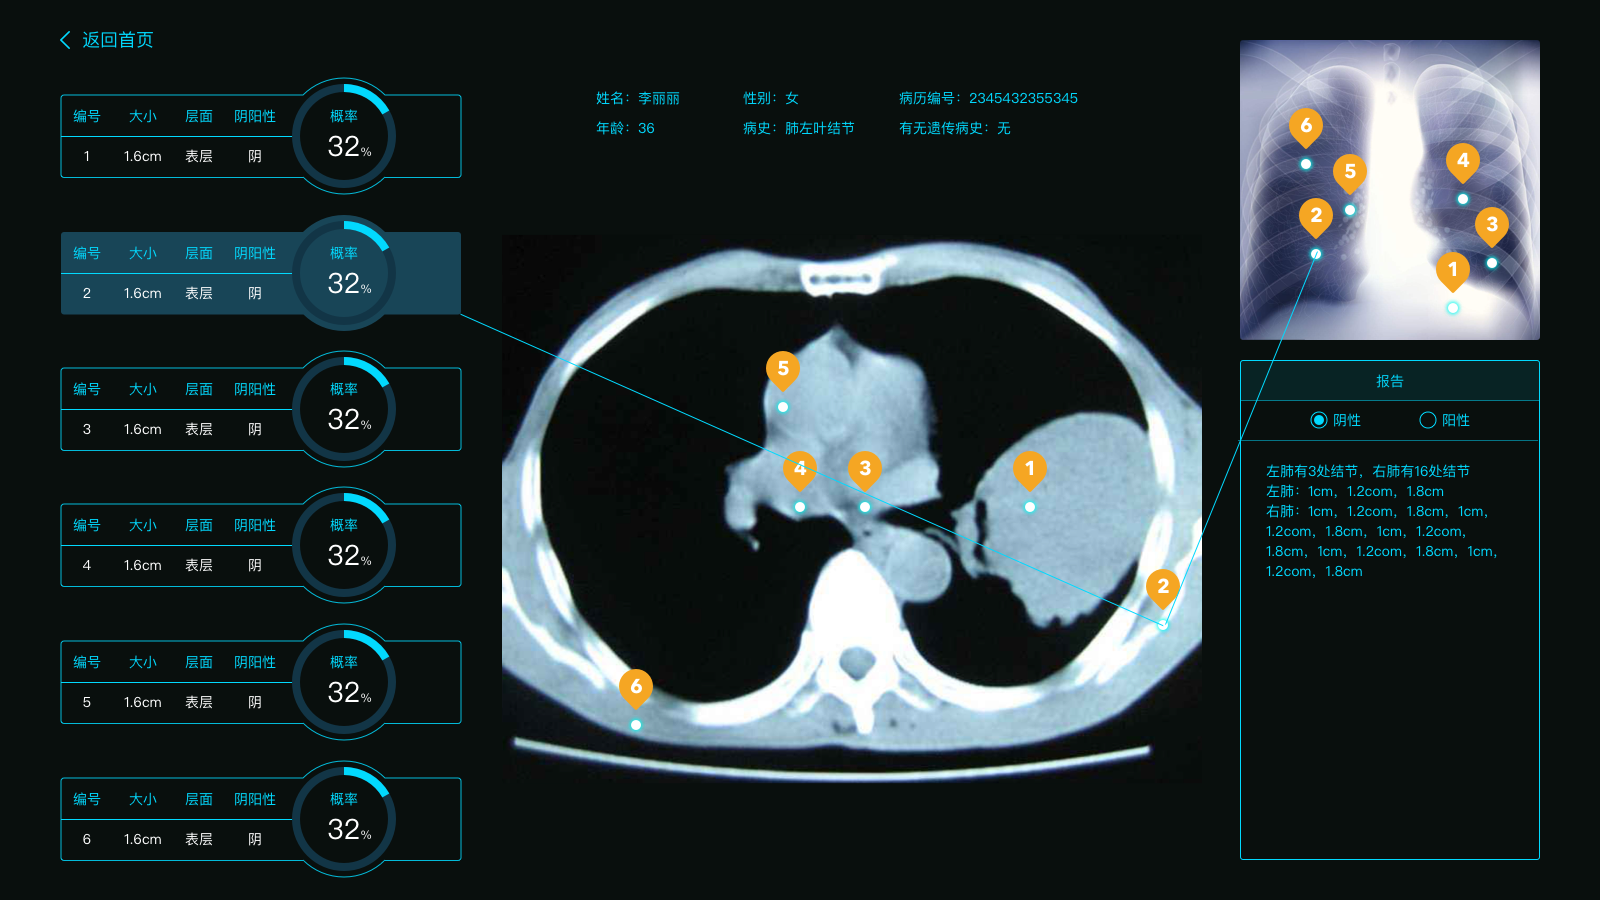 返回首页
编号 大小 层面 阴阳性 概率
1 1.6cm 表层 阴 32%
编号 大小 层面 阴阳性 概率
2 1.6cm 表层 阴 32%
编号 大小 层面 阴阳性 概率
3 1.6cm 表层 阴 32%
编号 大小 层面 阴阳性 概率
4 1.6cm 表层 阴 32%
编号 大小 层面 阴阳性 概率
5 1.6cm 表层 阴 32%
编号 大小 层面 阴阳性 概率
6 1.6cm 表层 阴 32%
姓名：李丽丽 性别：女 病历编号：2345432355345
年龄：36 病史：肺左叶结节 有无遗传病史：无
5
4 3 1
2
6
6
4
5
2
3
1
报告
阴性 阳性
左肺有3处结节，右肺有16处结节
左肺：1cm，1.2com，1.8cm
右肺：1cm，1.2com，1.8cm，1cm，
1.2com，1.8cm，1cm，1.2com，
1.8cm，1cm，1.2com，1.8cm，1cm，
1.2com，1.8cm